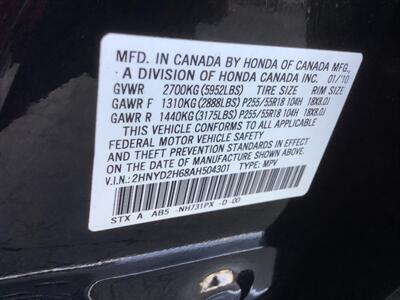 MFD. IN CANADA BY HONDA OF CANADA MFG.,
A DIVISION OF HONDA CANADA INC. 01/10
GVWR 2700KG(5952LBS) TIRE SIZE RIM SIZE
GAWR F 1310KG(2888LBS) P255/55R18 104H 18X8.0J
GAWR R 1440KG(3175LBS) P255/55R18 104H 18X8.0J
THIS VEHICLE CONFORMS TO ALL APPLICABLE
FEDERAL MOTOR VEHICLE SAFETY
AND THEFT PREVENTION STANDARDS IN EFFECT
ON THE DATE OF MANUFACTURE SHOWN ABOVE.
V.I.N.: 2HNYD2H68AH504301 TYPE: MPV
STX A AB5 -NH731PX -D -00